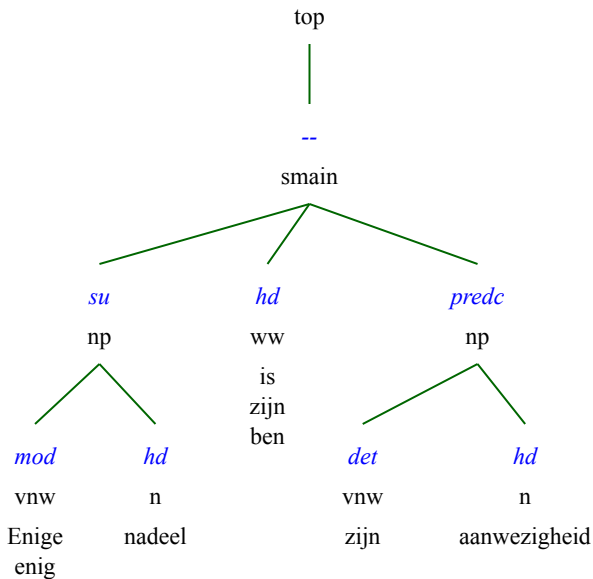 top
--
smain
su hd predc
np ww np
is
zijn
ben
mod hd det hd
vnw n vnw n
Enige nadeel zijn aanwezigheid
enig